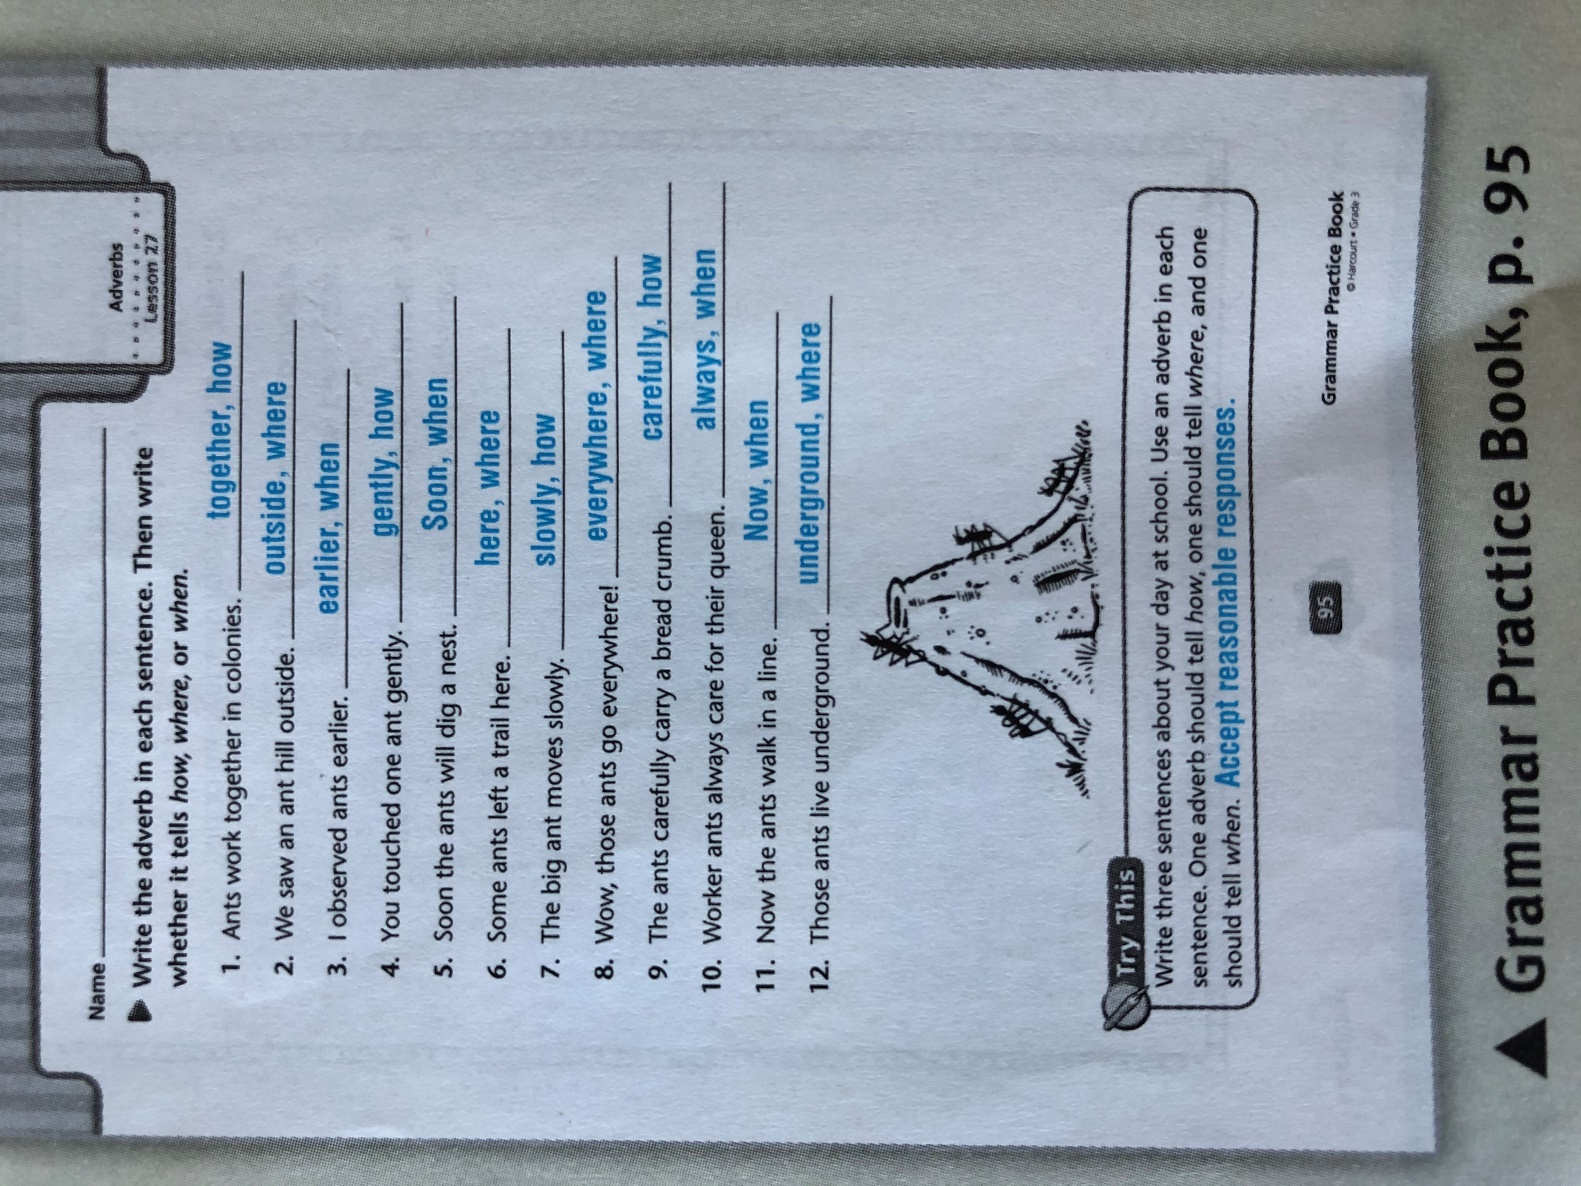 Adverbs
Lesson 27
Name
Write the adverb in each sentence. Then write
whether it tells how, where, or when.
1. Ants work together in colonies. together, how
2. We saw an ant hill outside. outside, where
3. I observed ants earlier. earlier, when
4. You touched one ant gently. gently, how
5. Soon the ants will dig a nest. Soon, when
6. Some ants left a trail here. here, where
7. The big ant moves slowly. slowly, how
8. Wow, those ants go everywhere! everywhere, where
9. The ants carefully carry a bread crumb. carefully, how
10. Worker ants always care for their queen. always, when
11. Now the ants walk in a line. Now, when
12. Those ants live underground. underground, where
Try This
Write three sentences about your day at school. Use an adverb in each
sentence. One adverb should tell how, one should tell where, and one
should tell when. Accept reasonable responses.
95
Grammar Practice Book
© Harcourt • Grade 3
▲ Grammar Practice Book, p. 95